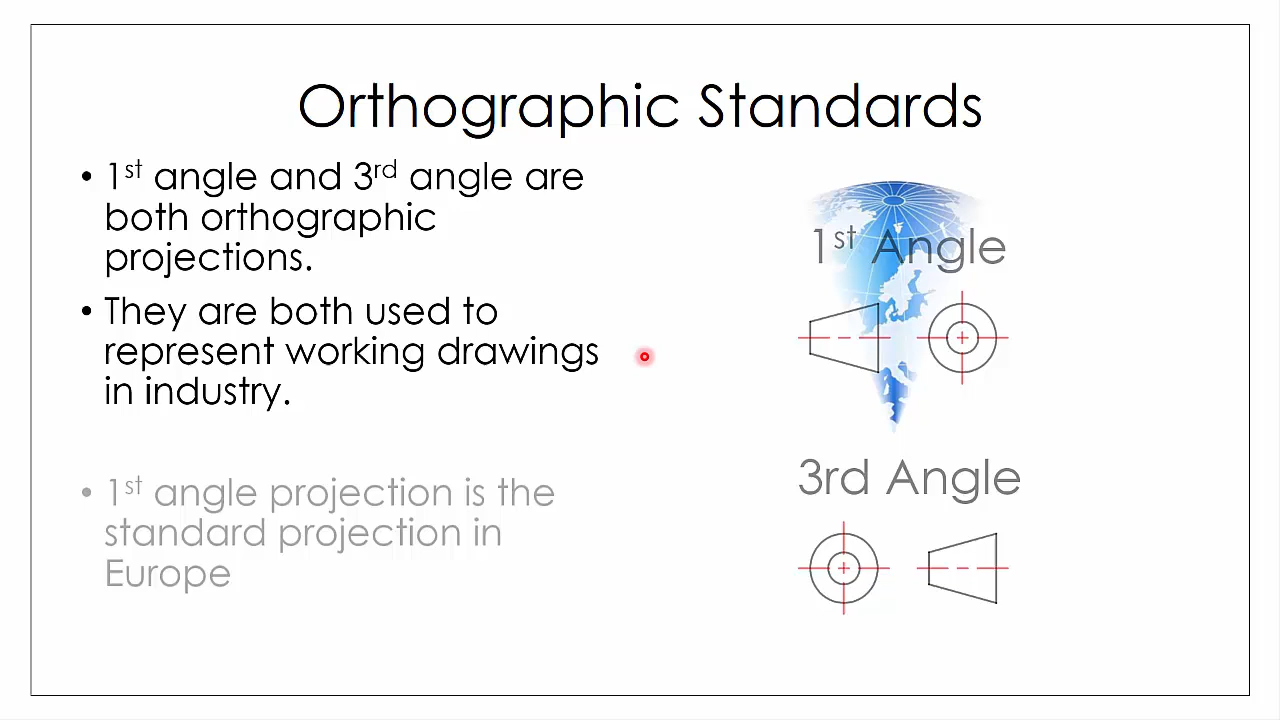 Orthographic Standards
• 1st angle and 3rd angle are
both orthographic
projections.
• They are both used to
represent working drawings
in industry.
• 1st angle projection is the
standard projection in
Europe
1st Angle
3rd Angle